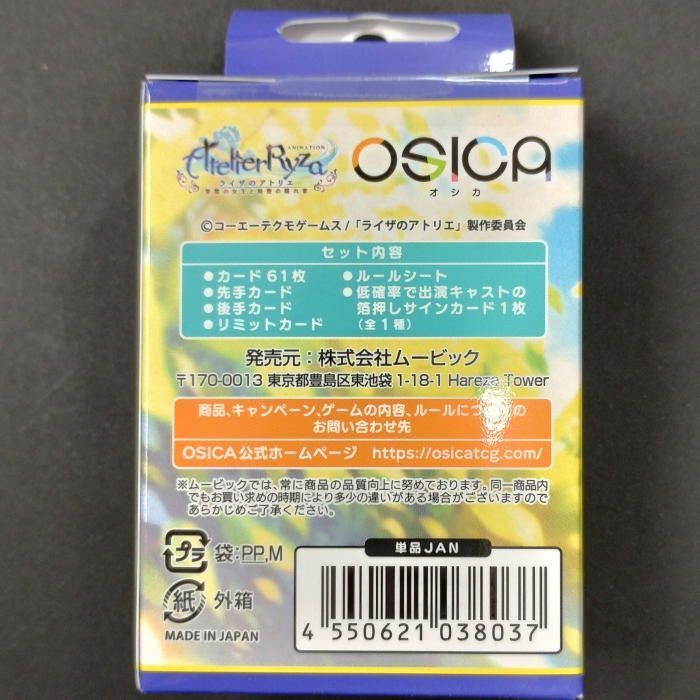 ANIMATION
Atelier Ryza
ライザのアトリエ
常闇の女王と秘密の隠れ家
OSICA
オシカ
©コーエーテクモゲームス/「ライザのアトリエ」製作委員会
セット内容
●カード61枚
●先手カード
●後手カード
●リミットカード
●ルールシート
●低確率で出演キャストの
箔押しサインカード1枚
(全1種)
発売元:株式会社ムービック
〒170-0013 東京都豊島区東池袋 1-18-1 Hareza Tower
商品、キャンペーン、ゲームの内容、ルールについての
お問い合わせ先
OSICA公式ホームページ https://osicatcg.com/
※ムービックでは、常に商品の品質向上に努めております。同一商品内
でもお買い求めの時期により多少の違いがある場合がございますので
あらかじめご了承ください。
プラ 袋:PP,M
紙 外箱
MADE IN JAPAN
単品JAN
4 550621 038037